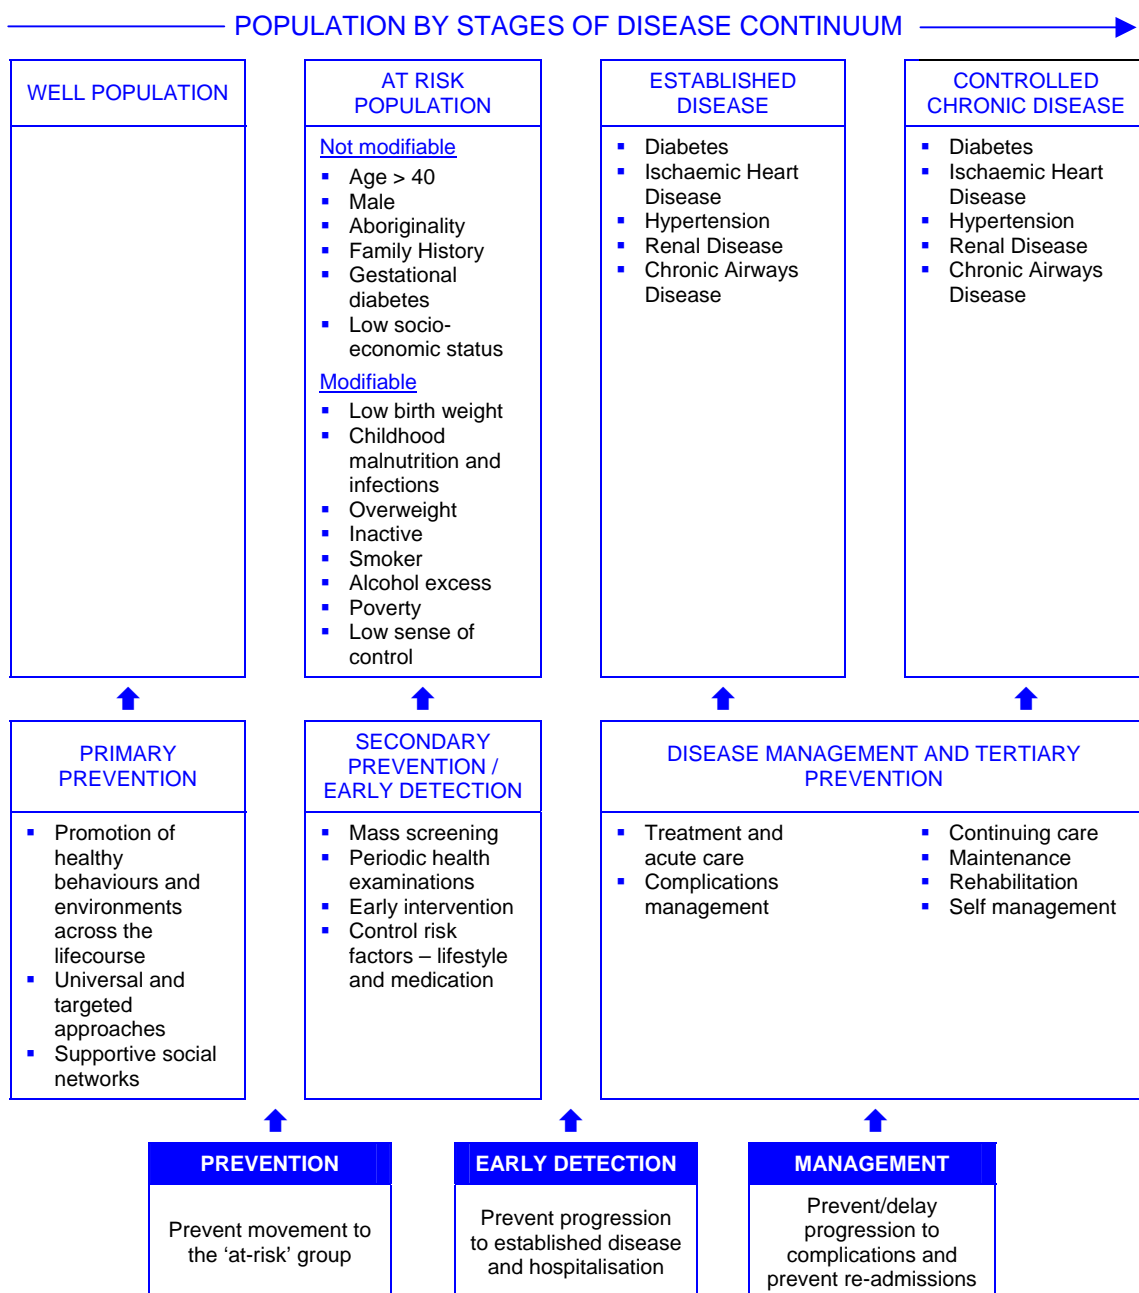 POPULATION BY STAGES OF DISEASE CONTINUUM
WELL POPULATION
AT RISK
POPULATION
Not modifiable
▪ Age > 40
▪ Male
▪ Aboriginality
▪ Family History
▪ Gestational
diabetes
▪ Low socio-
economic status
Modifiable
▪ Low birth weight
▪ Childhood
malnutrition and
infections
▪ Overweight
▪ Inactive
▪ Smoker
▪ Alcohol excess
▪ Poverty
▪ Low sense of
control
ESTABLISHED
DISEASE
▪ Diabetes
▪ Ischaemic Heart
Disease
▪ Hypertension
▪ Renal Disease
▪ Chronic Airways
Disease
CONTROLLED
CHRONIC DISEASE
▪ Diabetes
▪ Ischaemic Heart
Disease
▪ Hypertension
▪ Renal Disease
▪ Chronic Airways
Disease
PRIMARY
PREVENTION
▪ Promotion of
healthy
behaviours and
environments
across the
lifecourse
▪ Universal and
targeted
approaches
▪ Supportive social
networks
SECONDARY
PREVENTION /
EARLY DETECTION
▪ Mass screening
▪ Periodic health
examinations
▪ Early intervention
▪ Control risk
factors – lifestyle
and medication
DISEASE MANAGEMENT AND TERTIARY
PREVENTION
▪ Treatment and
acute care
▪ Complications
management
▪ Continuing care
▪ Maintenance
▪ Rehabilitation
▪ Self management
PREVENTION
Prevent movement to
the ‘at-risk’ group
EARLY DETECTION
Prevent progression
to established disease
and hospitalisation
MANAGEMENT
Prevent/delay
progression to
complications and
prevent re-admissions